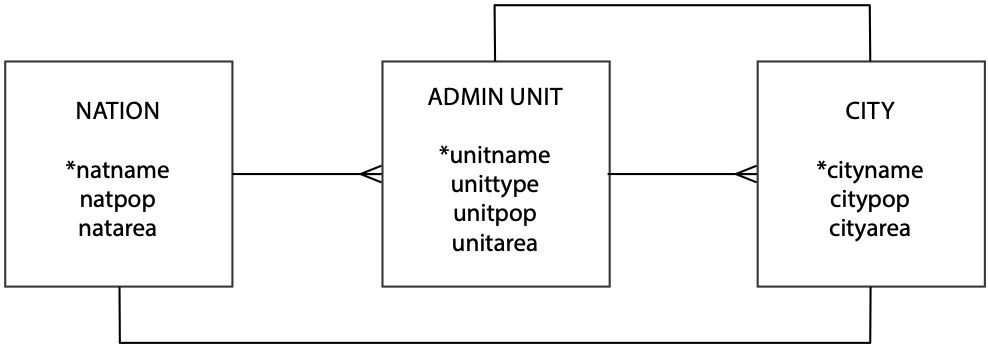 NATION
*natname
natpop
natarea
ADMIN UNIT
*unitname
unittype
unitpop
unitarea
CITY
*cityname
citypop
cityarea